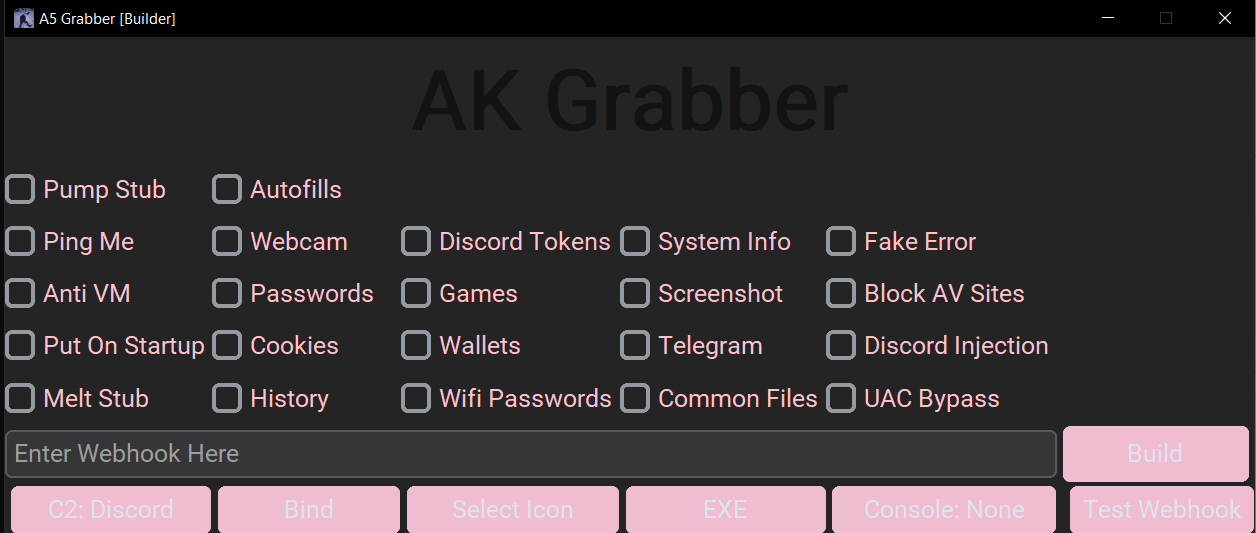 A5 Grabber [Builder]
AK Grabber
Pump Stub Autofills
Ping Me Webcam Discord Tokens System Info Fake Error
Anti VM Passwords Games Screenshot Block AV Sites
Put On Startup Cookies Wallets Telegram Discord Injection
Melt Stub History Wifi Passwords Common Files UAC Bypass
Enter Webhook Here Build
C2: Discord Bind Select Icon EXE Console: None Test Webhook